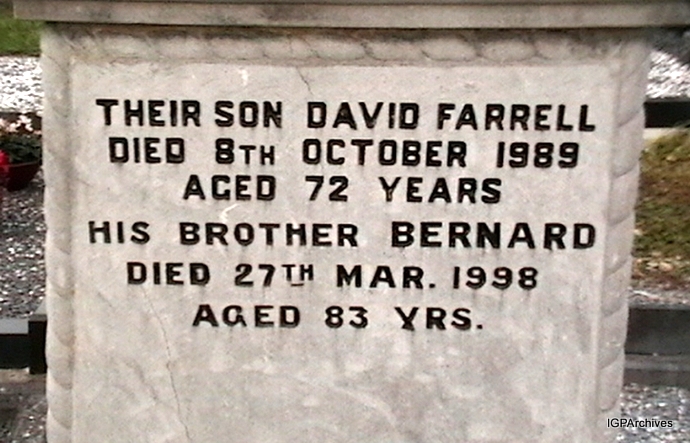 THEIR SON DAVID FARRELL
DIED 8TH OCTOBER 1989
AGED 72 YEARS
HIS BROTHER BERNARD
DIED 27TH MAR. 1998
AGED 83 YRS.
IGPArchives